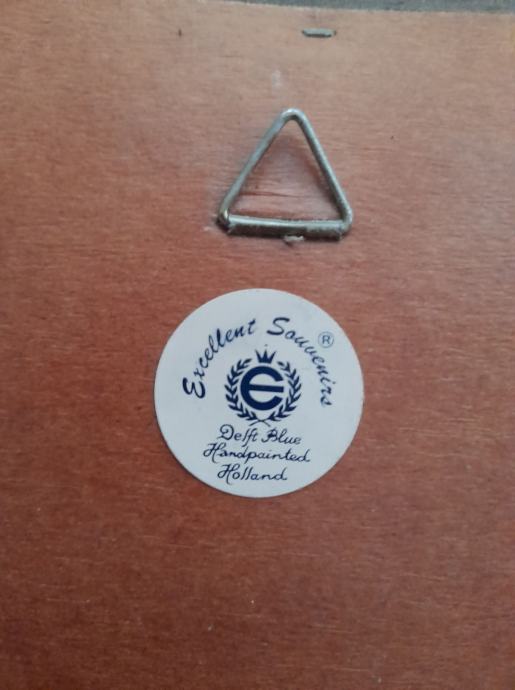 Excellent Souvenirs ®
e
Delft Blue
Handpainted
Holland